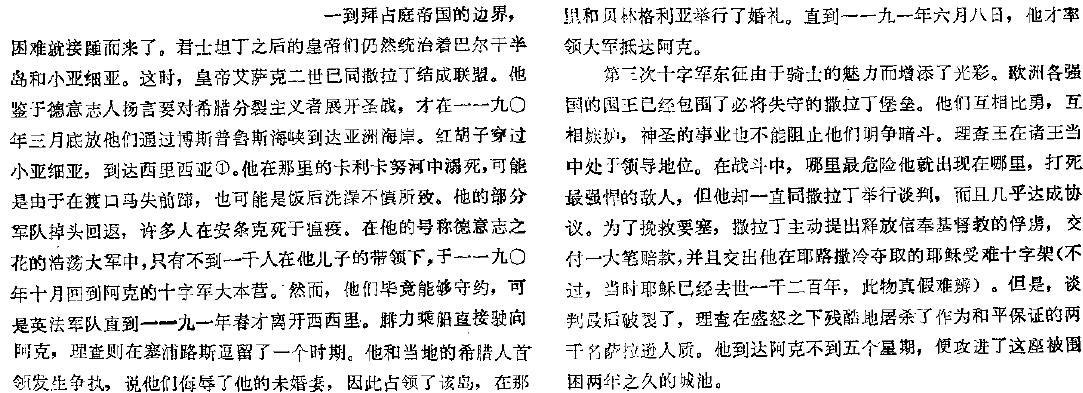 一到拜占庭帝国的边界，
困难就接踵而来了。君士坦丁之后的皇帝们仍然统治着巴尔干半
岛和小亚细亚。这时，皇帝艾萨克二世已同撒拉丁结成联盟。他
鉴于德意志人扬言要对希腊分裂主义者展开圣战，才在一一九〇
年三月底放他们通过博斯普鲁斯海峡到达亚洲海岸。红胡子穿过
小亚细亚，到达西里西亚①。他在那里的卡利卡努河中溺死，可能
是由于在渡口马失前蹄，也可能是饭后洗澡不慎所致。他的部分
军队掉头回返，许多人在安条克死于瘟疫。在他的号称德意志之
花的浩荡大军中，只有不到一千人在他儿子的带领下，于一一九〇
年十月回到阿克的十字军大本营。然而，他们毕竟能够守约，可
是英法军队直到一一九一年春才离开西西里。腓力乘船直接驶向
阿克，理查则在塞浦路斯逗留了一个时期。他和当地的希腊人首
领发生争执，说他们侮辱了他的未婚妻，因此占领了该岛，在那
里和贝林格利亚举行了婚礼。直到一一九一年六月八日，他才率
领大军抵达阿克。
第三次十字军东征由于骑士的魅力而增添了光彩。欧洲各强
国的国王已经包围了必将失守的撒拉丁堡垒。他们互相比勇，互
相嫉妒，神圣的事业也不能阻止他们明争暗斗。理查王在诸王当
中处于领导地位。在战斗中，哪里最危险他就出现在哪里，打死
最强悍的敌人，但他却一直同撒拉丁举行谈判，而且几乎达成协
议。为了挽救要塞，撒拉丁主动提出释放信奉基督教的俘虏，交
付一大笔赔款，并且交出他在耶路撒冷夺取的耶稣受难十字架（不
过，当时耶稣已经去世一千二百年，此物真假难辨）。但是，谈
判最后破裂了，理查在盛怒之下残酷地屠杀了作为和平保证的两
千名萨拉逊人质。他到达阿克不到五个星期，便攻进了这座被围
困两年之久的城池。